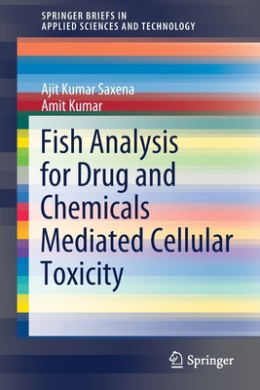 SPRINGER BRIEFS IN
APPLIED SCIENCES AND TECHNOLOGY
Ajit Kumar Saxena
Amit Kumar
Fish Analysis
for Drug and
Chemicals
Mediated Cellular
Toxicity
Springer